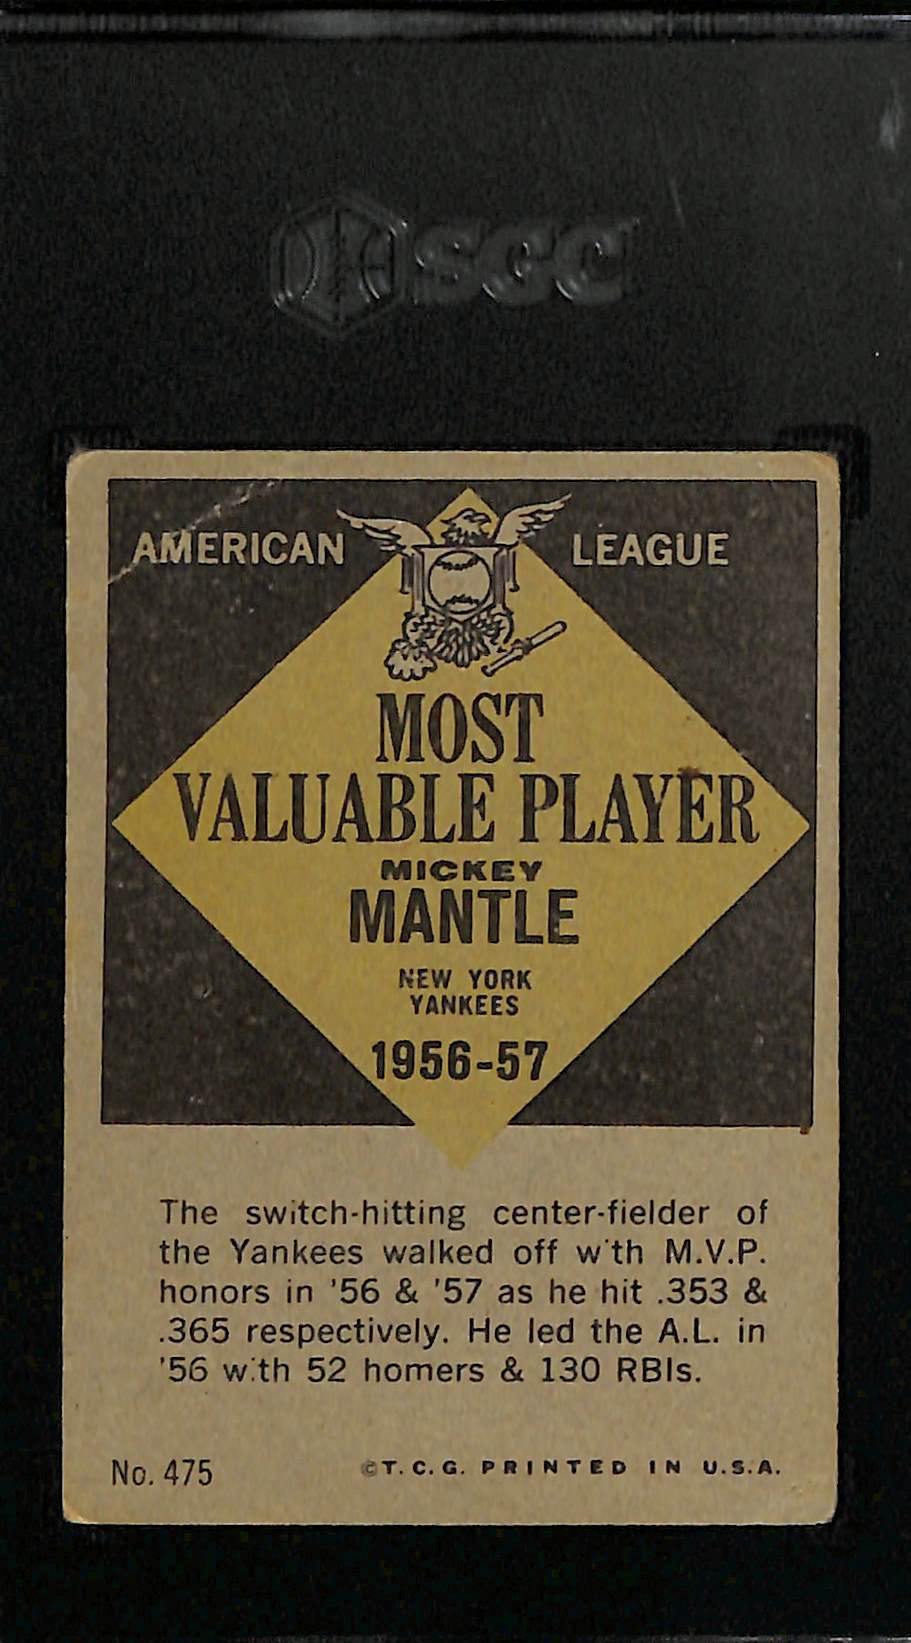 SGC
AMERICAN LEAGUE
MOST
VALUABLE PLAYER
MICKEY
MANTLE
NEW YORK
YANKEES
1956-57
The switch-hitting center-fielder of
the Yankees walked off w'th M.V.P.
honors in '56 & '57 as he hit .353 &
.365 respectively. He led the A.L. in
'56 w:th 52 homers & 130 RBIs.
No. 475 ©T.C.G. PRINTED IN U.S.A.